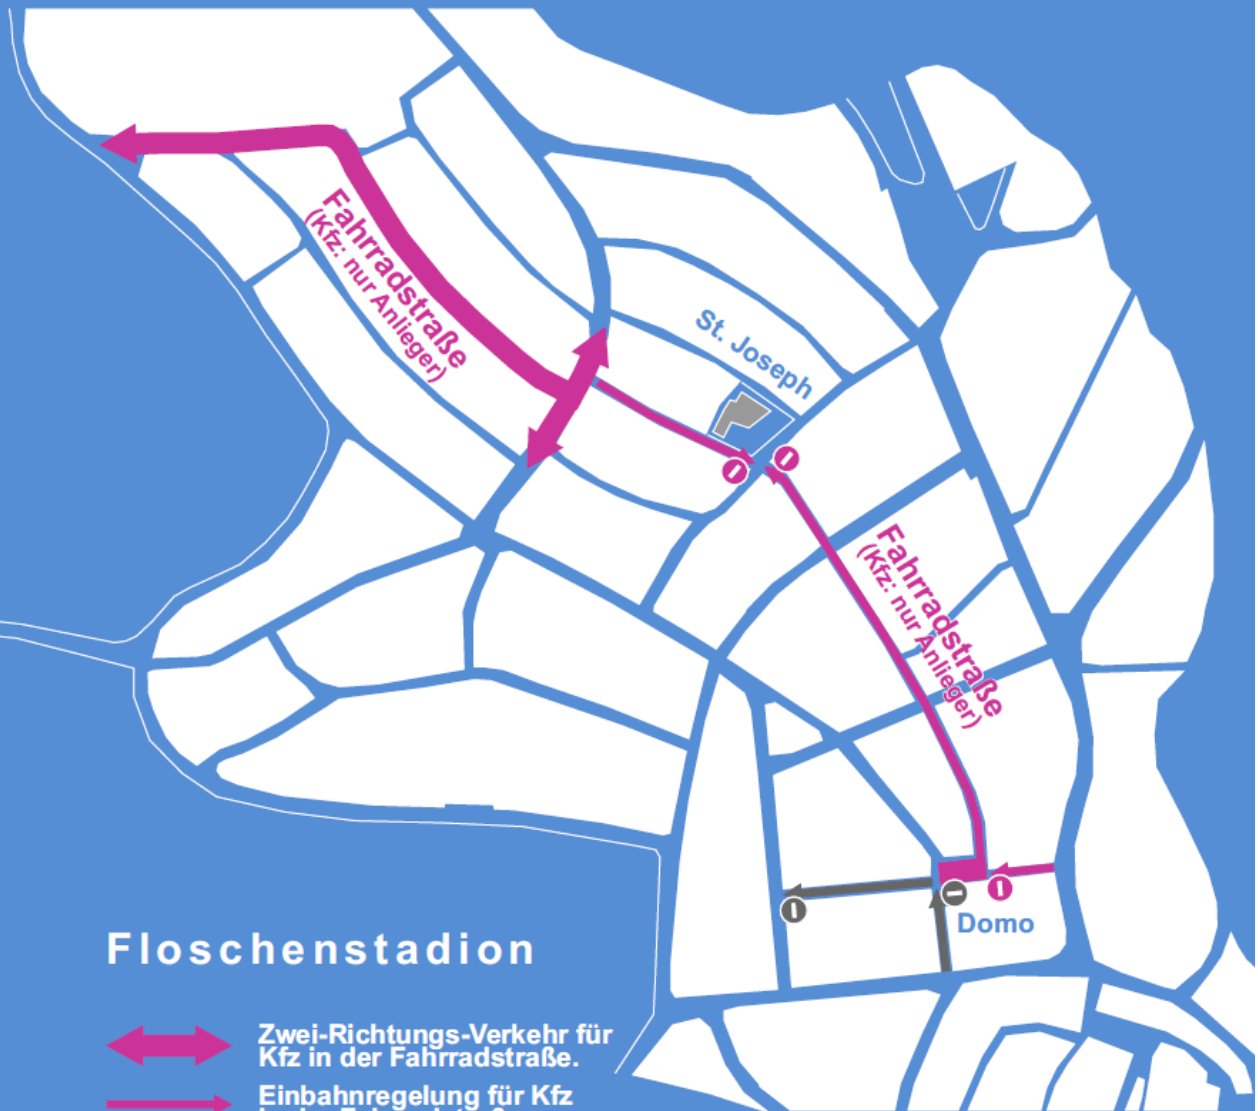 Fahrradstraße
(Kfz: nur Anlieger)
St. Joseph
Fahrradstraße
(Kfz: nur Anlieger)
Domo
Floschenstadion
Zwei-Richtungs-Verkehr für
Kfz in der Fahrradstraße.
Einbahnregelung für Kfz